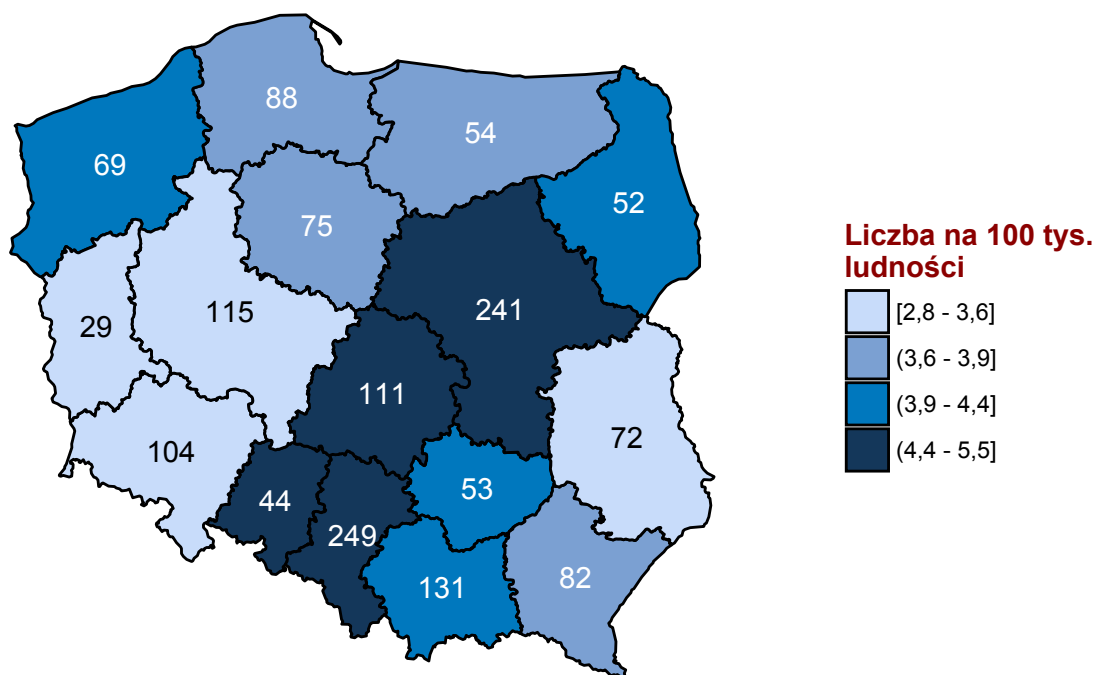 88
54
69
52
75
241
115
29
111
72
104
53
44
249
131
82
Liczba na 100 tys.
ludności
[2,8 - 3,6]
(3,6 - 3,9]
(3,9 - 4,4]
(4,4 - 5,5]